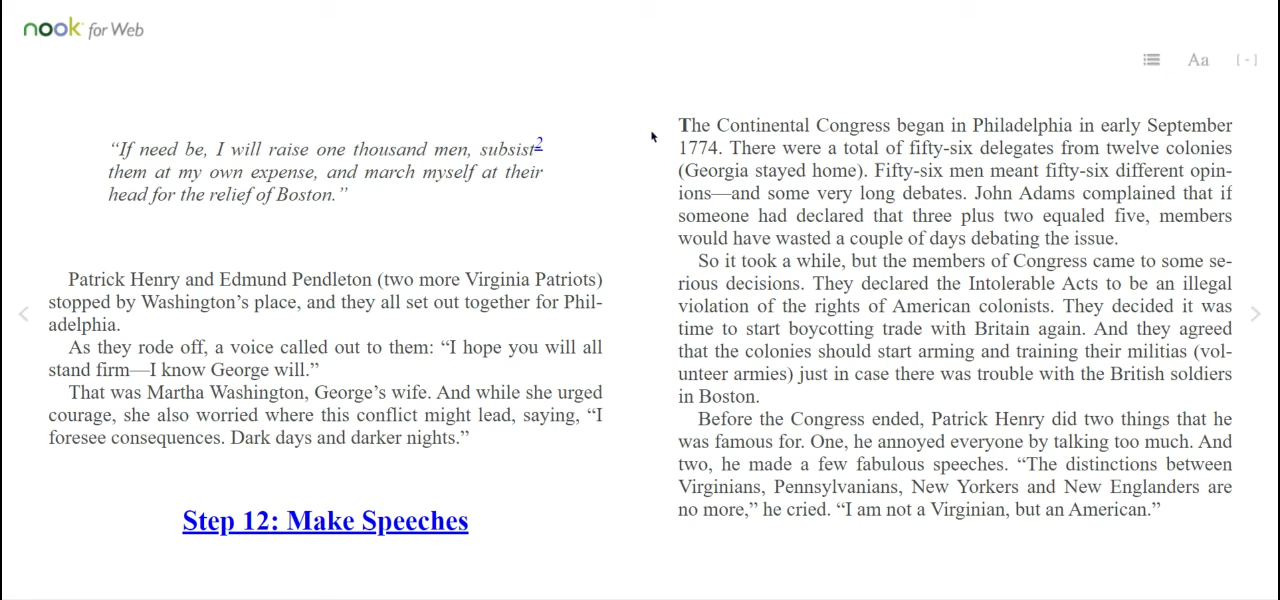 nook for Web
Aa
[ - ]
“If need be, I will raise one thousand men, subsist2
them at my own expense, and march myself at their
head for the relief of Boston.”
Patrick Henry and Edmund Pendleton (two more Virginia Patriots)
stopped by Washington’s place, and they all set out together for Phil-
adelphia.
As they rode off, a voice called out to them: “I hope you will all
stand firm—I know George will.”
That was Martha Washington, George’s wife. And while she urged
courage, she also worried where this conflict might lead, saying, “I
foresee consequences. Dark days and darker nights.”
Step 12: Make Speeches
The Continental Congress began in Philadelphia in early September
1774. There were a total of fifty-six delegates from twelve colonies
(Georgia stayed home). Fifty-six men meant fifty-six different opin-
ions—and some very long debates. John Adams complained that if
someone had declared that three plus two equaled five, members
would have wasted a couple of days debating the issue.
So it took a while, but the members of Congress came to some se-
rious decisions. They declared the Intolerable Acts to be an illegal
violation of the rights of American colonists. They decided it was
time to start boycotting trade with Britain again. And they agreed
that the colonies should start arming and training their militias (vol-
unteer armies) just in case there was trouble with the British soldiers
in Boston.
Before the Congress ended, Patrick Henry did two things that he
was famous for. One, he annoyed everyone by talking too much. And
two, he made a few fabulous speeches. “The distinctions between
Virginians, Pennsylvanians, New Yorkers and New Englanders are
no more,” he cried. “I am not a Virginian, but an American.”